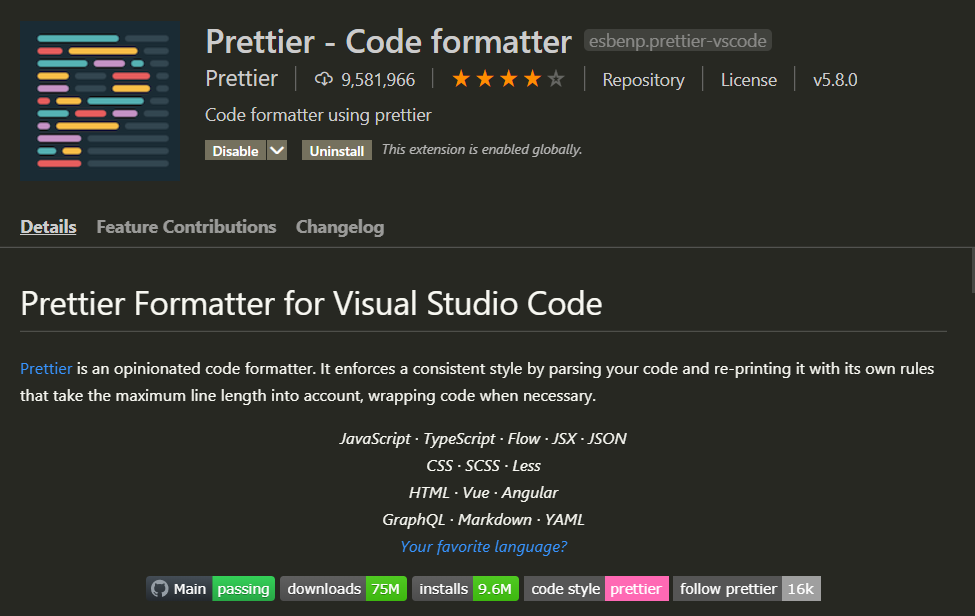 Prettier - Code formatter esbenp.prettier-vscode
Prettier 9,581,966 Repository License v5.8.0
Code formatter using prettier
Disable Uninstall This extension is enabled globally.
Details Feature Contributions Changelog
Prettier Formatter for Visual Studio Code
Prettier is an opinionated code formatter. It enforces a consistent style by parsing your code and re-printing it with its own rules
that take the maximum line length into account, wrapping code when necessary.
JavaScript · TypeScript · Flow · JSX · JSON
CSS · SCSS · Less
HTML · Vue · Angular
GraphQL · Markdown · YAML
Your favorite language?
Main passing downloads 75M installs 9.6M code style prettier follow prettier 16k